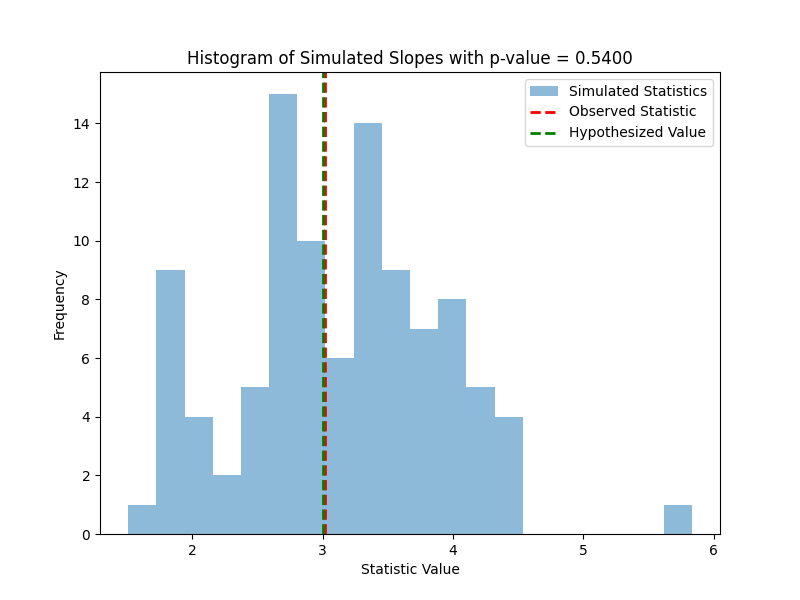 Histogram of Simulated Slopes with p-value = 0.5400
Simulated Statistics
Observed Statistic
Hypothesized Value
Frequency
14
12
10
8
6
4
2
0
2
3
4
5
6
Statistic Value